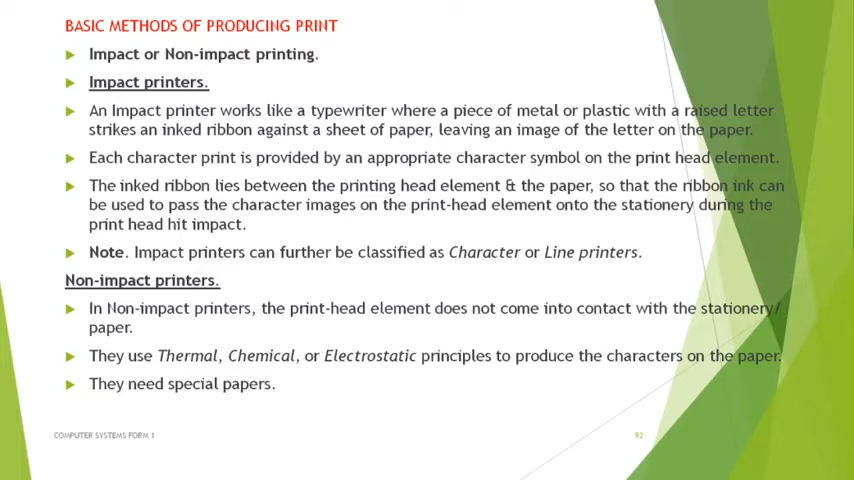 BASIC METHODS OF PRODUCING PRINT
Impact or Non-impact printing.
Impact printers.
An Impact printer works like a typewriter where a piece of metal or plastic with a raised letter
strikes an inked ribbon against a sheet of paper, leaving an image of the letter on the paper.
Each character print is provided by an appropriate character symbol on the print head element.
The inked ribbon lies between the printing head element & the paper, so that the ribbon ink can
be used to pass the character images on the print-head element onto the stationery during the
print head hit impact.
Note. Impact printers can further be classified as Character or Line printers.
Non-impact printers.
In Non-impact printers, the print-head element does not come into contact with the stationery/
paper.
They use Thermal, Chemical, or Electrostatic principles to produce the characters on the paper.
They need special papers.
COMPUTER SYSTEMS FORM 1
92